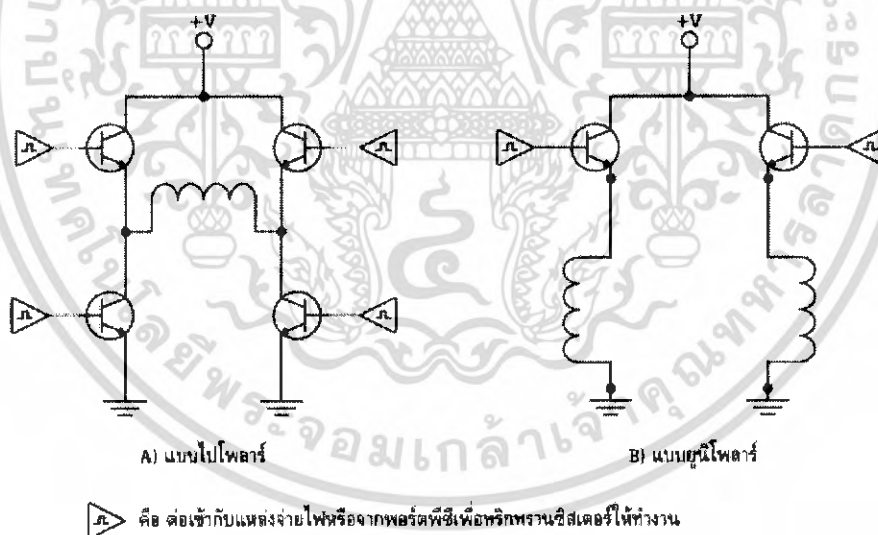 +V
+V
A) แบบไบโพลาร์
B) แบบยูนิโพลาร์
คือ ต่อเข้ากับแหล่งจ่ายไฟหรือจากพอร์ตพีซีเพื่อทริกทรานซิสเตอร์ให้ทำงาน